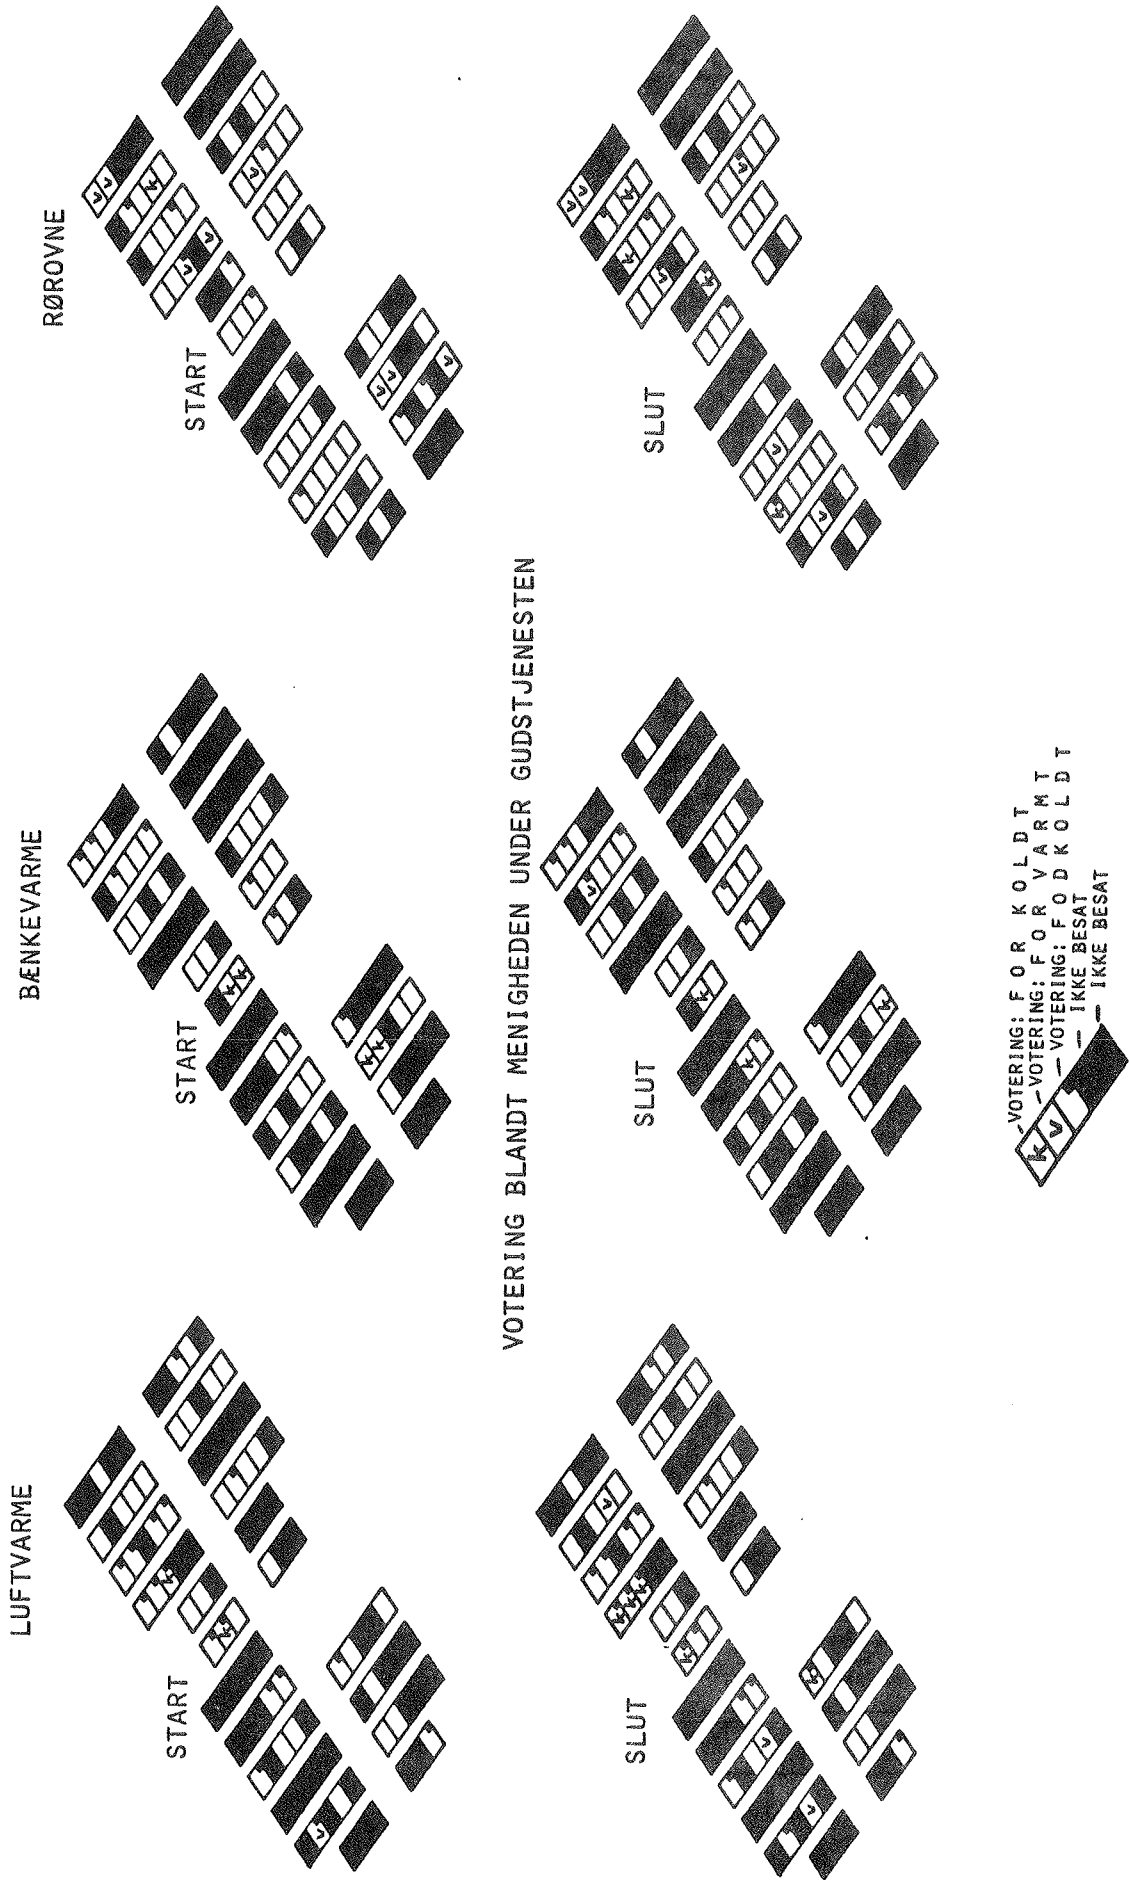 LUFTVARME
BÆNKEVARME
RØROVNE
START
START
START
VOTERING BLANDT MENIGHEDEN UNDER GUDSTJENESTEN
SLUT
SLUT
SLUT
VOTERING: F O R K O L D T
VOTERING: F O R V A R M T
VOTERING: F O D K O L D T
IKKE BESAT
IKKE BESAT
k
v